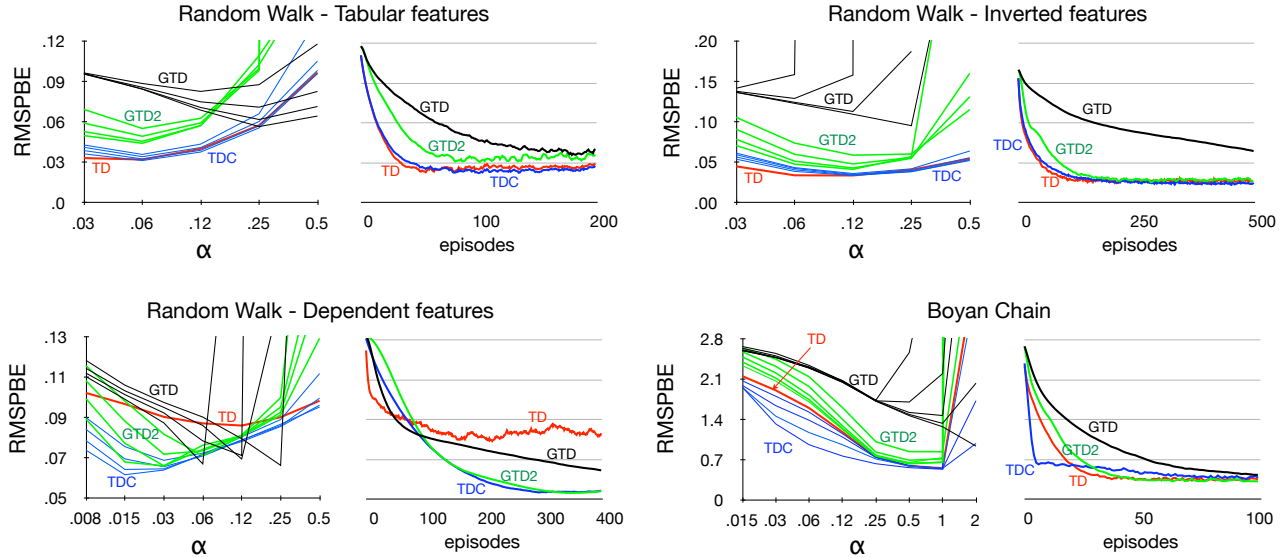 Random Walk - Tabular features
RMSPBE
.12
.09
.06
.03
.0
GTD
GTD2
TD
TDC
.03 .06 .12 .25 0.5
α
GTD
GTD2
TD
TDC
0 100 200
episodes
Random Walk - Inverted features
RMSPBE
.20
.15
.10
.05
.00
GTD
GTD2
TD
TDC
.03 .06 .12 .25 0.5
α
GTD
GTD2
TDC
TD
0 250 500
episodes
Random Walk - Dependent features
RMSPBE
.13
.11
.09
.07
.05
GTD
TD
GTD2
TDC
.008 .015 .03 .06 .12 .25 0.5
α
TD
GTD
GTD2
TDC
0 100 200 300 400
episodes
Boyan Chain
RMSPBE
2.8
2.1
1.4
0.7
0
TD
GTD
GTD2
TDC
.015 .03 .06 .12 .25 0.5 1 2
α
GTD
GTD2
TDC
TD
0 50 100
episodes